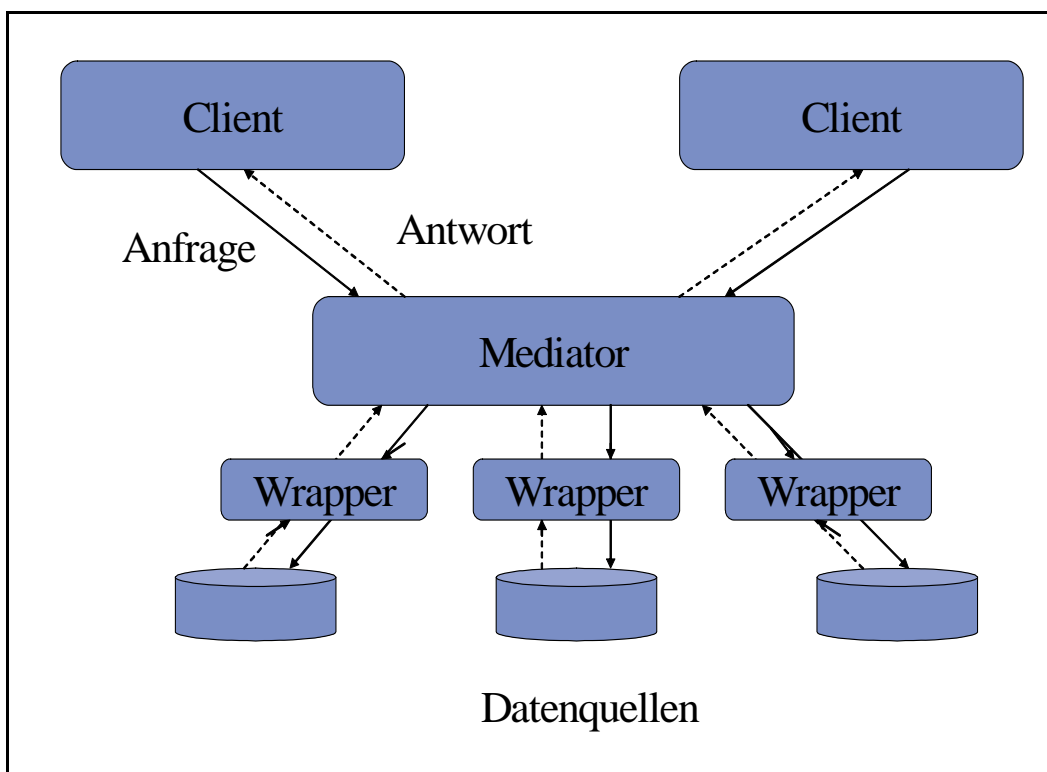 Client
Client
Antwort
Anfrage
Mediator
Wrapper
Wrapper
Wrapper
Datenquellen